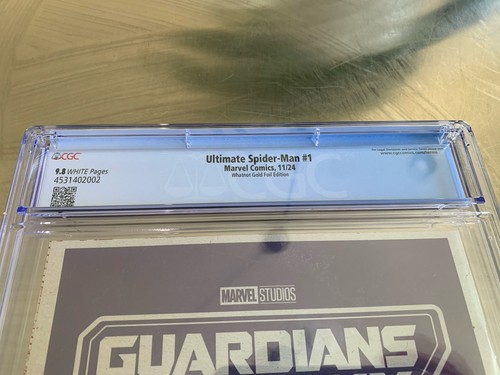 CGC
Ultimate Spider-Man #1
Marvel Comics, 11/24
Whatnot Gold Foil Edition
9.8 WHITE Pages
4531402002
MARVEL STUDIOS
GUARDIANS